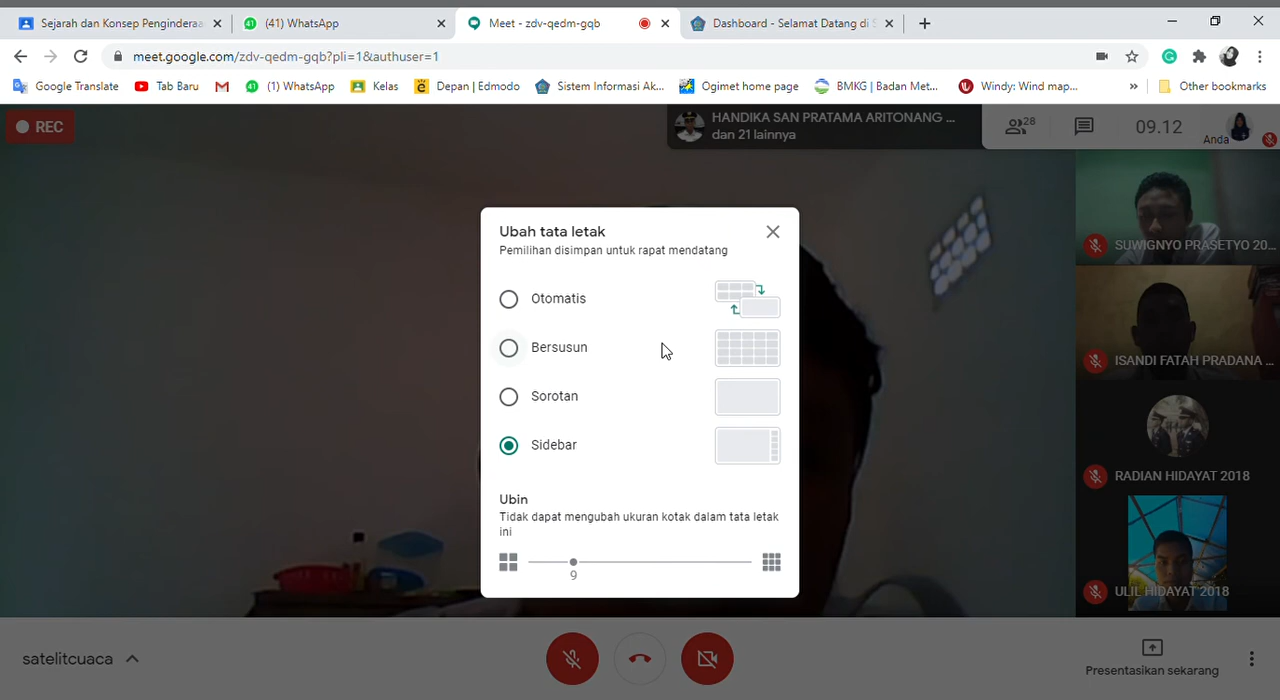 Sejarah dan Konsep Penginderaa
(41) WhatsApp
Meet - zdv-qedm-gqb
Dashboard - Selamat Datang di S
meet.google.com/zdv-qedm-gqb?pli=1&authuser=1
Google Translate
Tab Baru
(1) WhatsApp
Kelas
Depan | Edmodo
Sistem Informasi Ak...
Ogimet home page
BMKG | Badan Met...
Windy: Wind map...
»
Other bookmarks
REC
HANDIKA SAN PRATAMA ARITONANG ...
dan 21 lainnya
28
09.12
Anda
Ubah tata letak
Pemilihan disimpan untuk rapat mendatang
Otomatis
Bersusun
Sorotan
Sidebar
Ubin
Tidak dapat mengubah ukuran kotak dalam tata letak
ini
9
SUWIGNYO PRASETYO 20...
ISANDI FATAH PRADANA ...
RADIAN HIDAYAT 2018
ULIL HIDAYAT 2018
satelitcuaca
Presentasikan sekarang